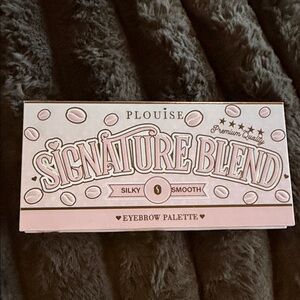 PLOUISE
Premium Quality
SIGNATURE BLEND
SILKY SMOOTH
♥ EYEBROW PALETTE ♥